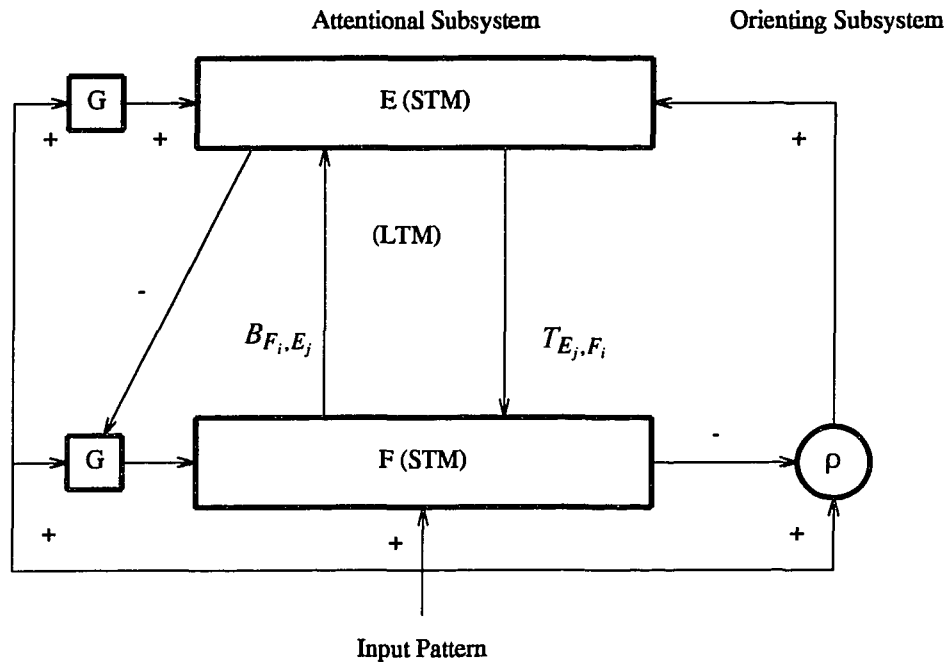 Attentional Subsystem
Orienting Subsystem
G
E (STM)
+
+
+
(LTM)
-
B_{F_i,E_j}
T_{E_j,F_i}
G
F (STM)
-
ρ
+
+
+
Input Pattern